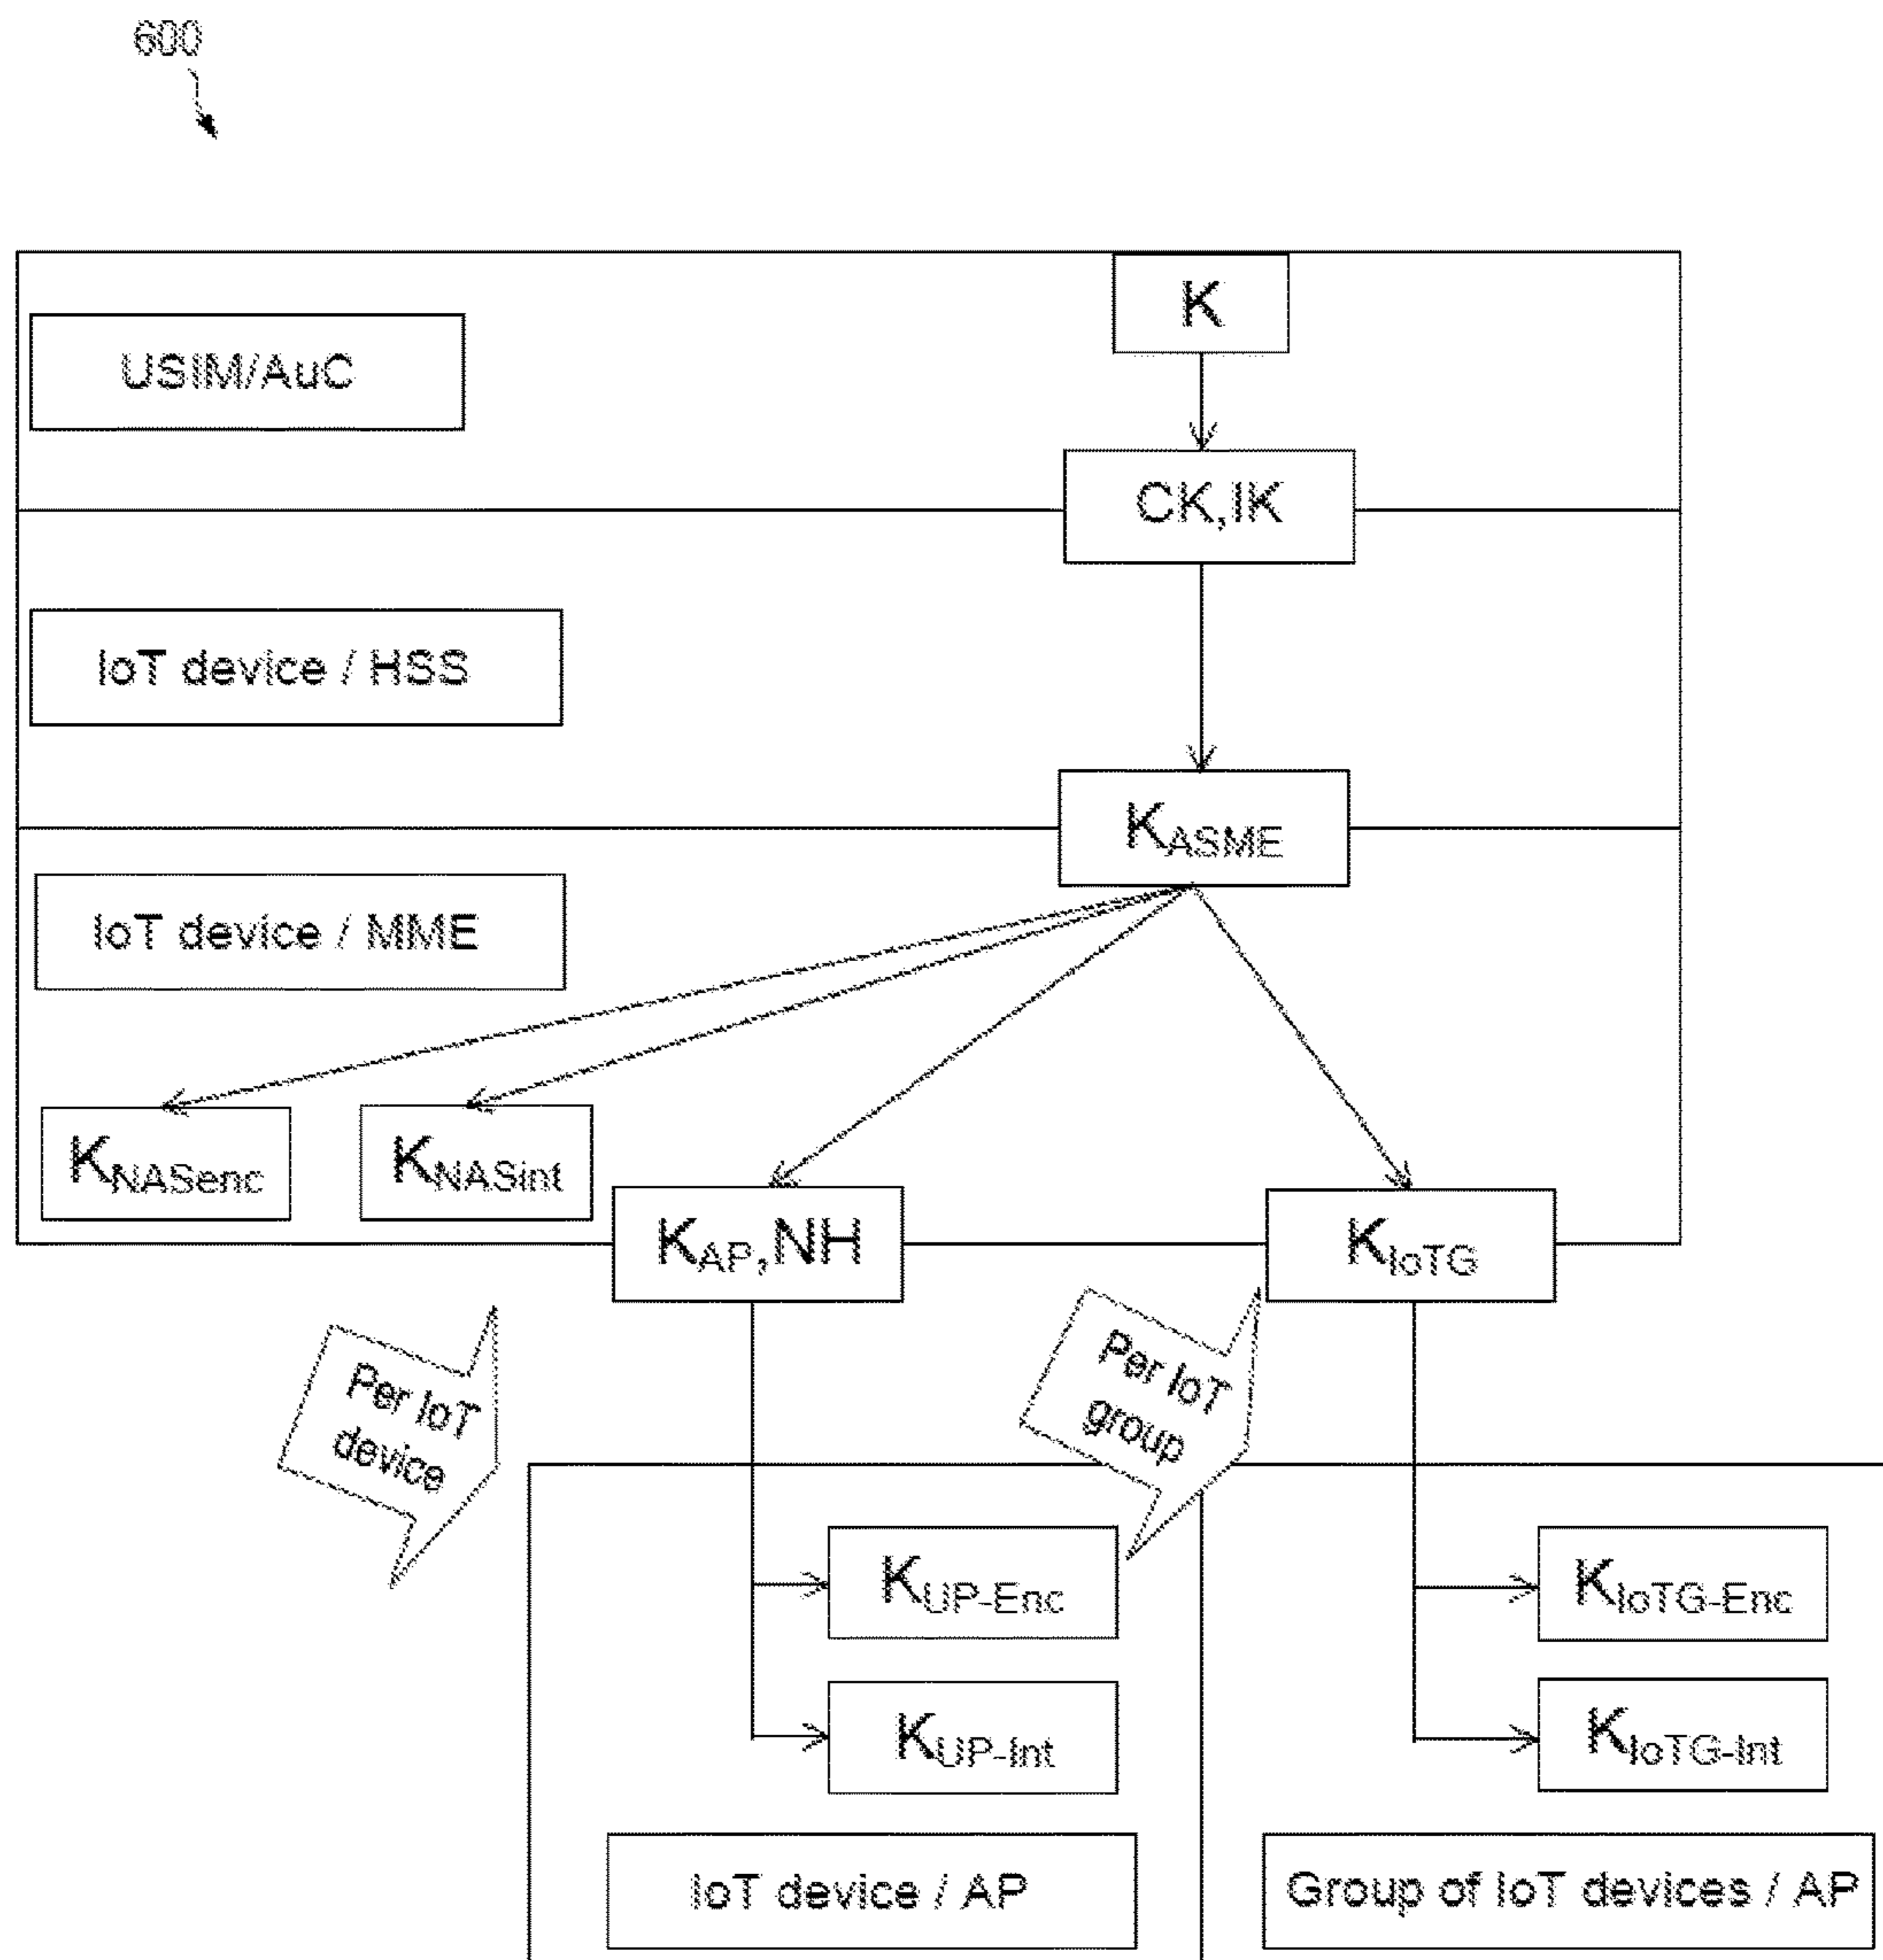 600
K
USIM/AuC
CK,IK
IoT device / HSS
KASME
IoT device / MME
KNASenc
KNASint
KAP,NH
KIoTG
Per IoT
device
Per IoT
group
KUP-Enc
KIoTG-Enc
KUP-Int
KIoTG-Int
IoT device / AP
Group of IoT devices / AP